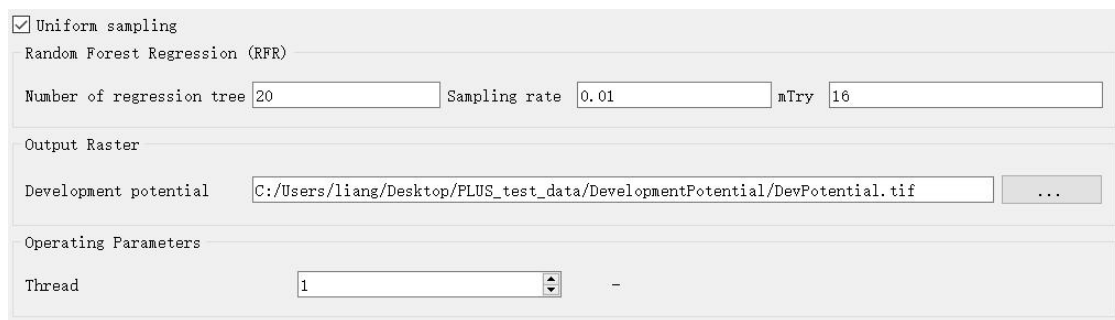 Uniform sampling
Random Forest Regression (RFR)
Number of regression tree 20 Sampling rate 0.01 mTry 16
Output Raster
Development potential C:/Users/liang/Desktop/PLUS_test_data/DevelopmentPotential/DevPotential.tif ...
Operating Parameters
Thread 1 -